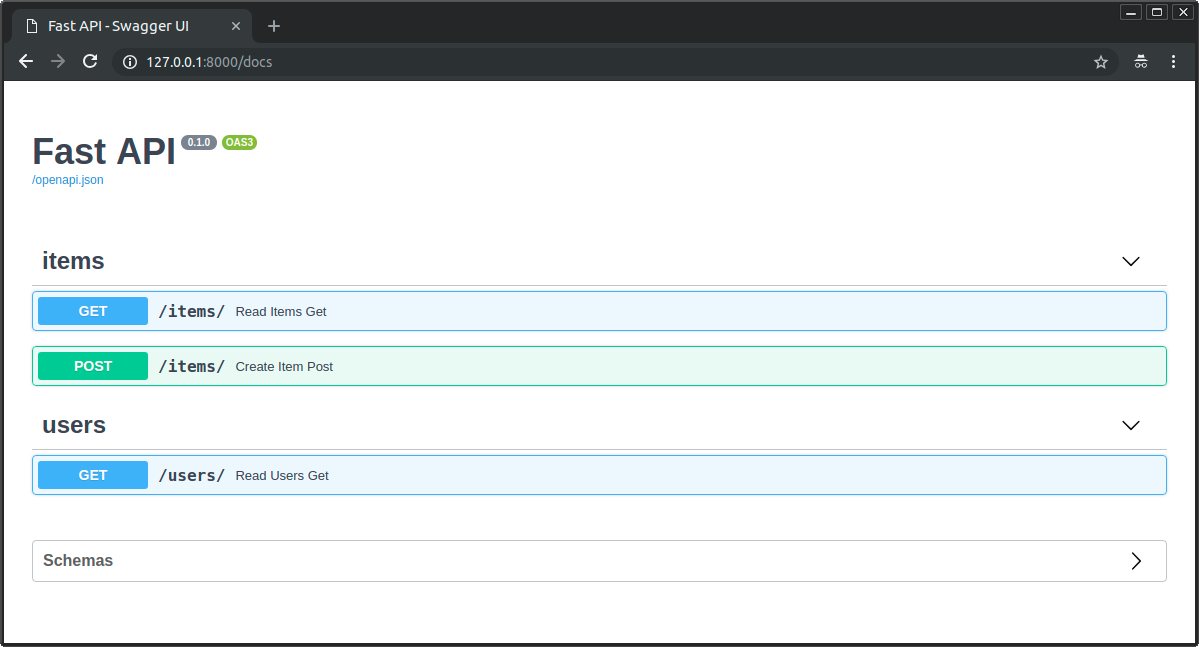 Fast API - Swagger UI
127.0.0.1:8000/docs
Fast API 0.1.0 OAS3
/openapi.json
items
GET /items/ Read Items Get
POST /items/ Create Item Post
users
GET /users/ Read Users Get
Schemas